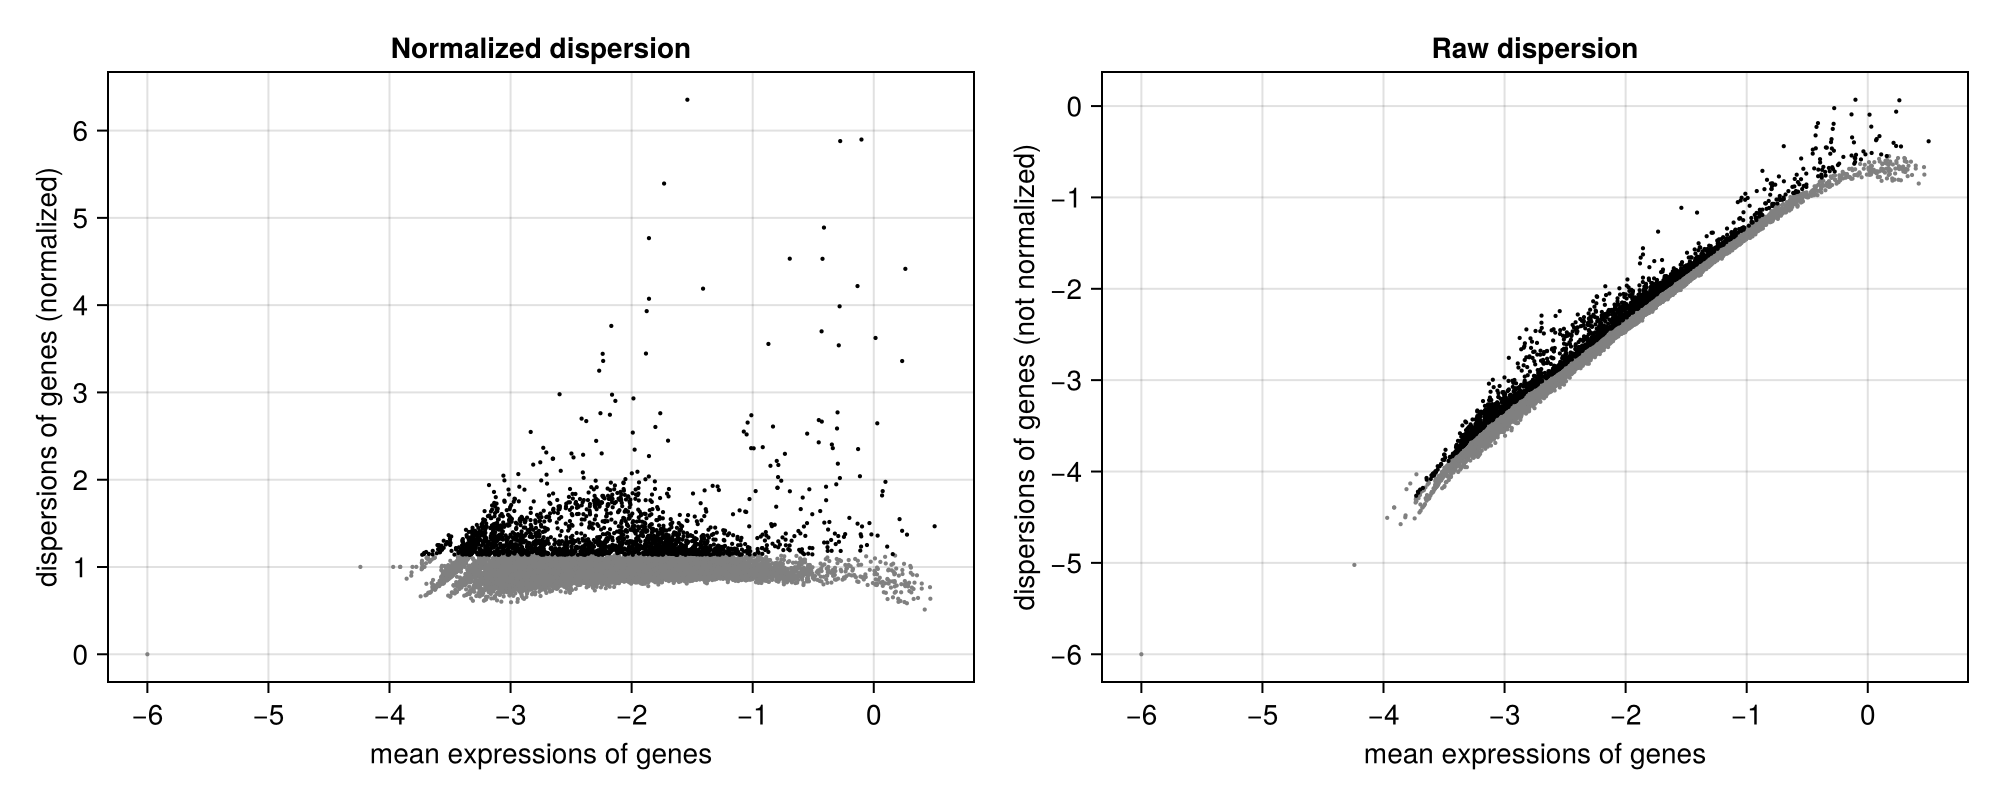 Normalized dispersion
dispersions of genes (normalized)
6
5
4
3
2
1
0
−6 −5 −4 −3 −2 −1 0
mean expressions of genes
Raw dispersion
dispersions of genes (not normalized)
0
−1
−2
−3
−4
−5
−6
−6 −5 −4 −3 −2 −1 0
mean expressions of genes